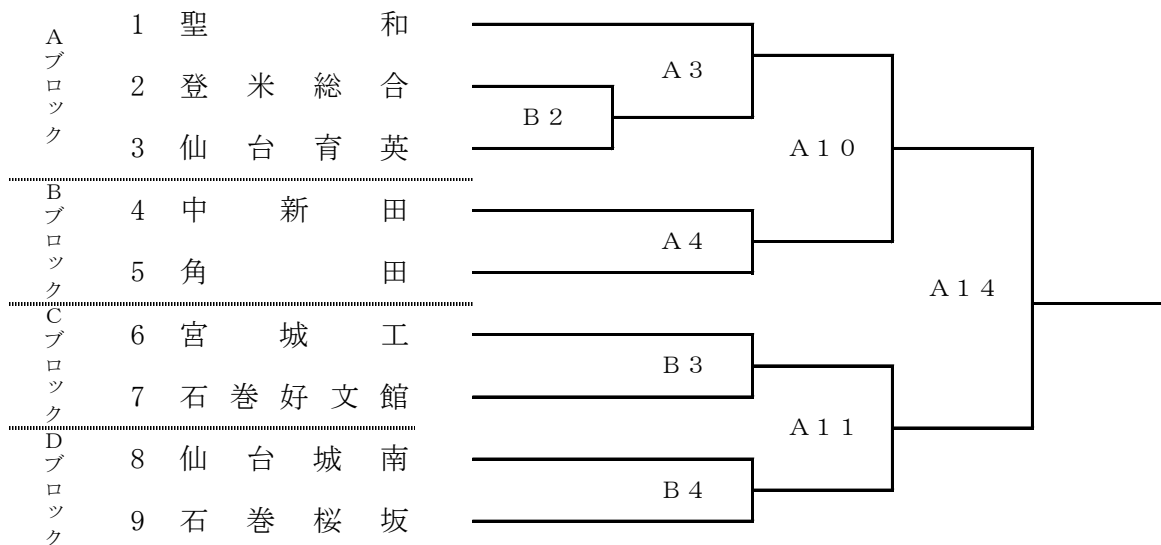 Aブロック
1 聖和
A3
2 登米総合
B2
3 仙台育英
A10
Bブロック
4 中新田
A4
5 角田
A14
Cブロック
6 宮城工
B3
7 石巻好文館
A11
Dブロック
8 仙台城南
B4
9 石巻桜坂